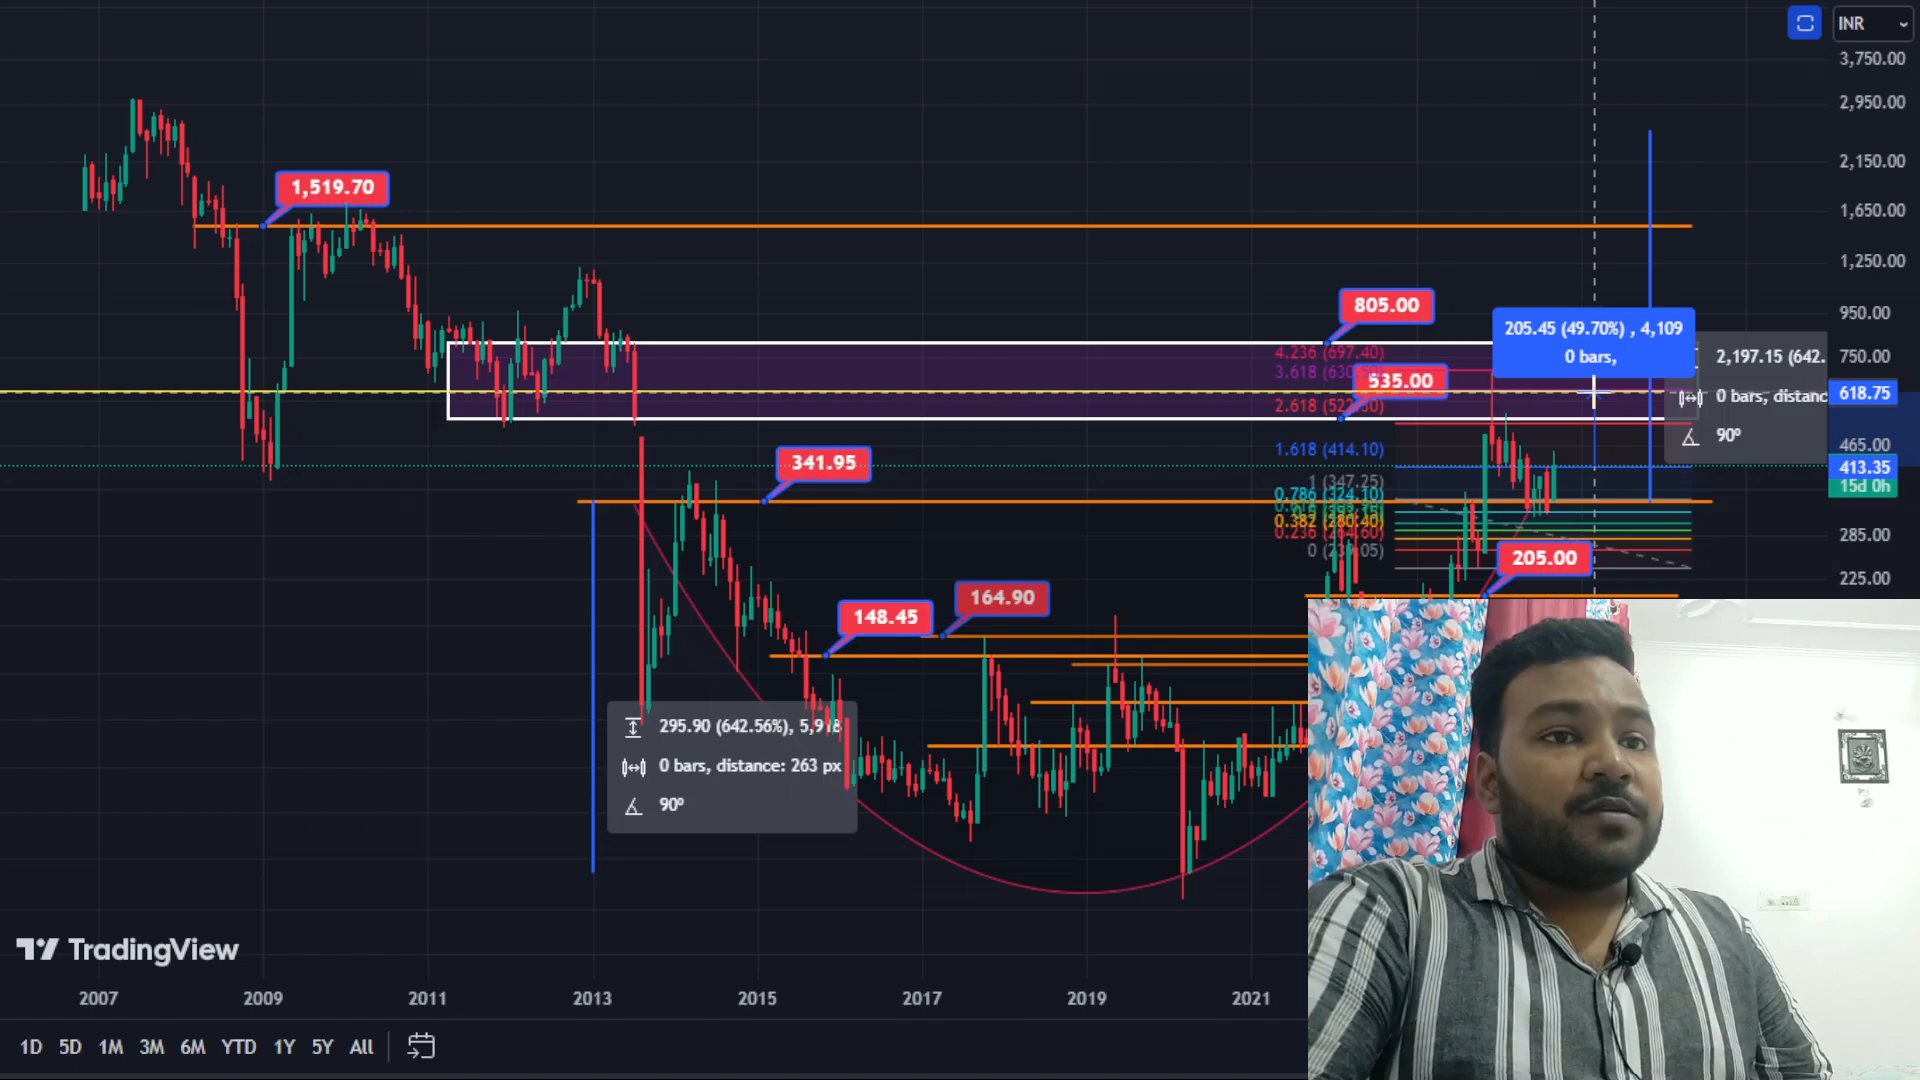 INR
3,750.00
2,950.00
2,150.00
1,650.00
1,250.00
950.00
750.00
618.75
465.00
413.35
15d 0h
285.00
225.00
1,519.70
805.00
205.45 (49.70%) , 4,109
0 bars,
2,197.15 (642.
0 bars, distanc
90º
4.236 (697.40)
535.00
1.618 (414.10)
1 (347.25)
0.786 (324.10)
0.382 (280.40)
341.95
205.00
164.90
148.45
295.90 (642.56%), 5,918
0 bars, distance: 263 px
90º
TradingView
2007 2009 2011 2013 2015 2017 2019 2021
1D 5D 1M 3M 6M YTD 1Y 5Y All